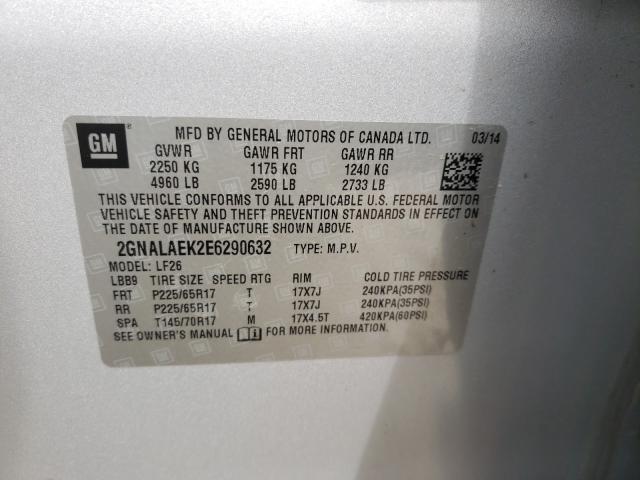 GM
MFD BY GENERAL MOTORS OF CANADA LTD. 03/14
GVWR GAWR FRT GAWR RR
2250 KG 1175 KG 1240 KG
4960 LB 2590 LB 2733 LB
THIS VEHICLE CONFORMS TO ALL APPLICABLE U.S. FEDERAL MOTOR
VEHICLE SAFETY AND THEFT PREVENTION STANDARDS IN EFFECT ON
THE DATE OF MANUFACTURE SHOWN ABOVE.
2GNALAEK2E6290632 TYPE: M.P.V.
MODEL: LF26
LBB9 TIRE SIZE SPEED RTG RIM COLD TIRE PRESSURE
FRT P225/65R17 T 17X7J 240KPA(35PSI)
RR P225/65R17 T 17X7J 240KPA(35PSI)
SPA T145/70R17 M 17X4.5T 420KPA(60PSI)
SEE OWNER'S MANUAL FOR MORE INFORMATION.